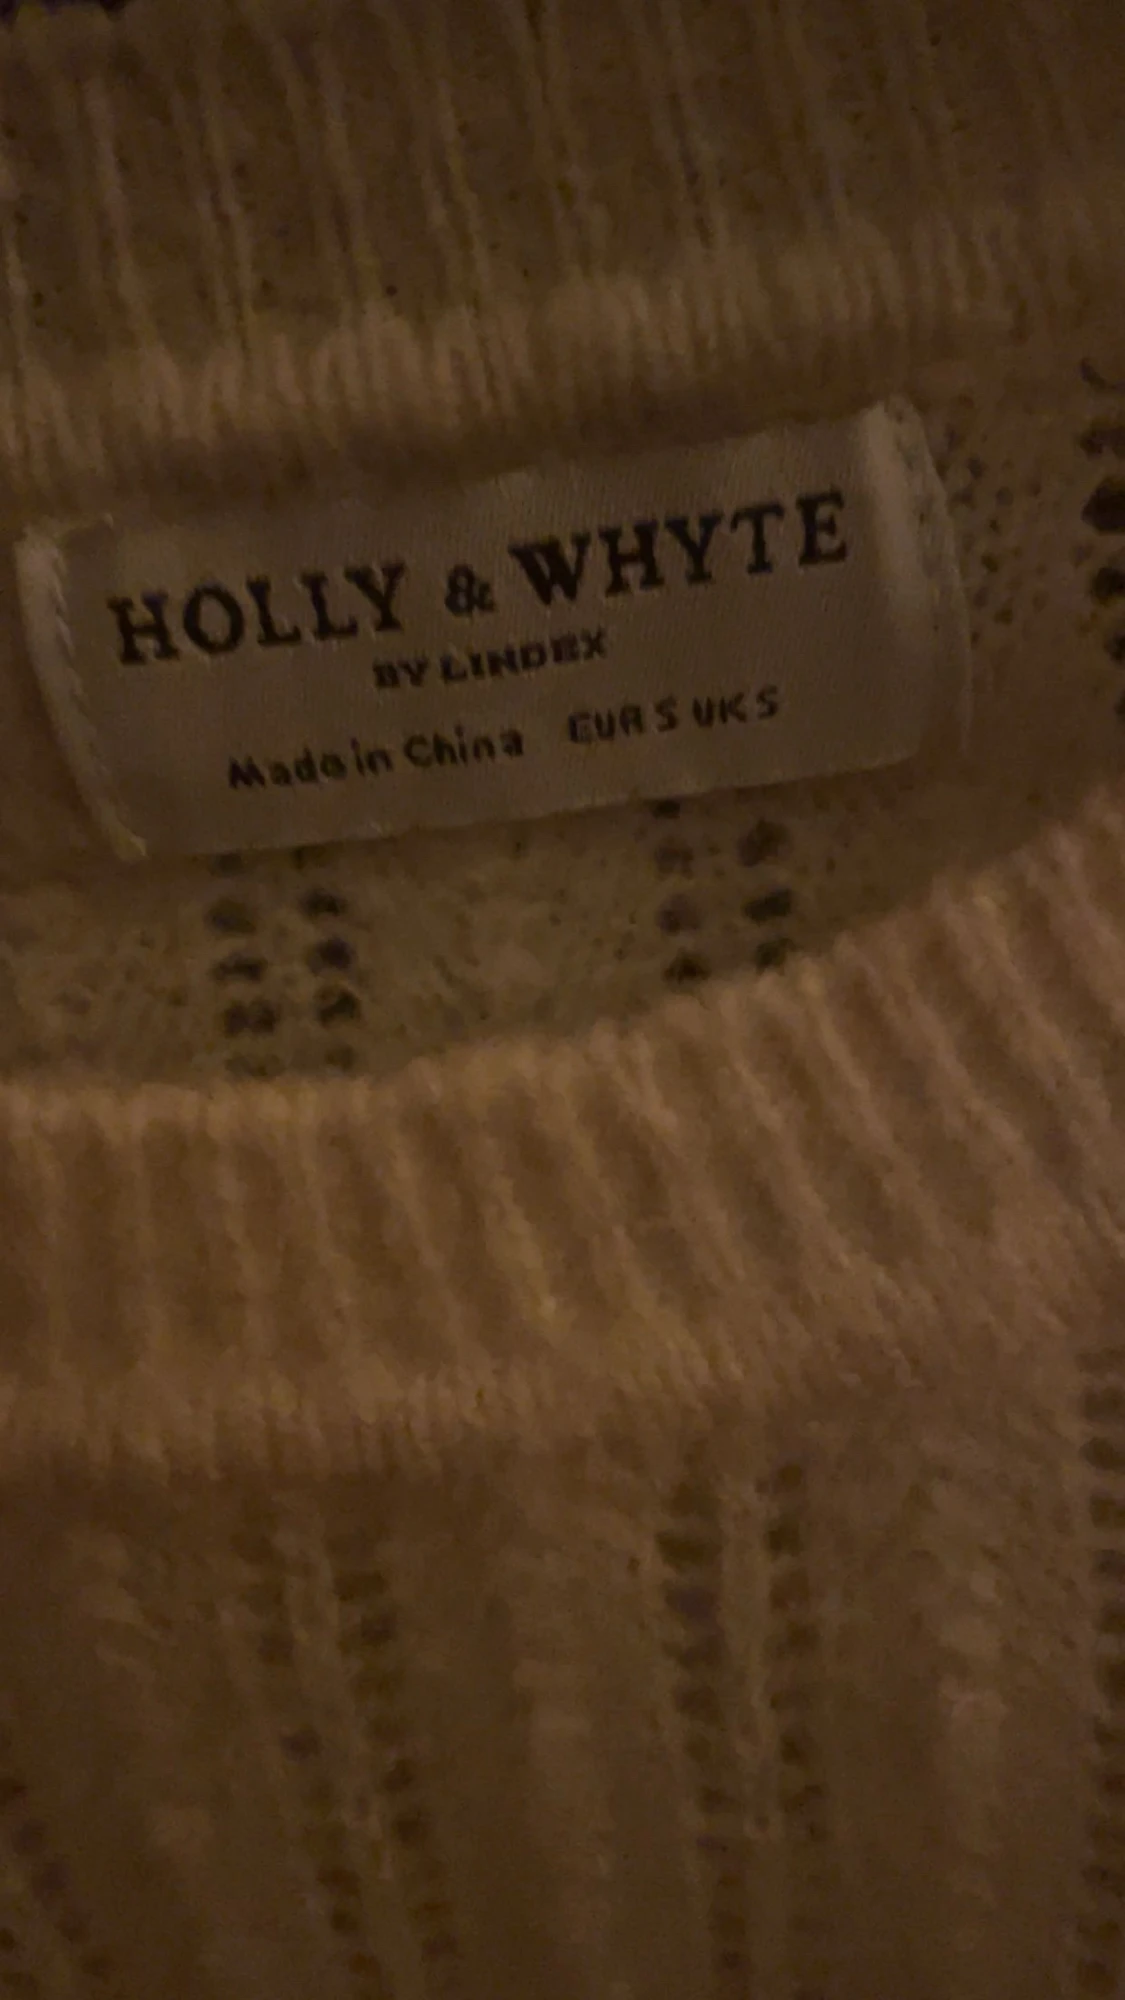 HOLLY & WHYTE
BY LINDEX
Made in China EUR S UK S